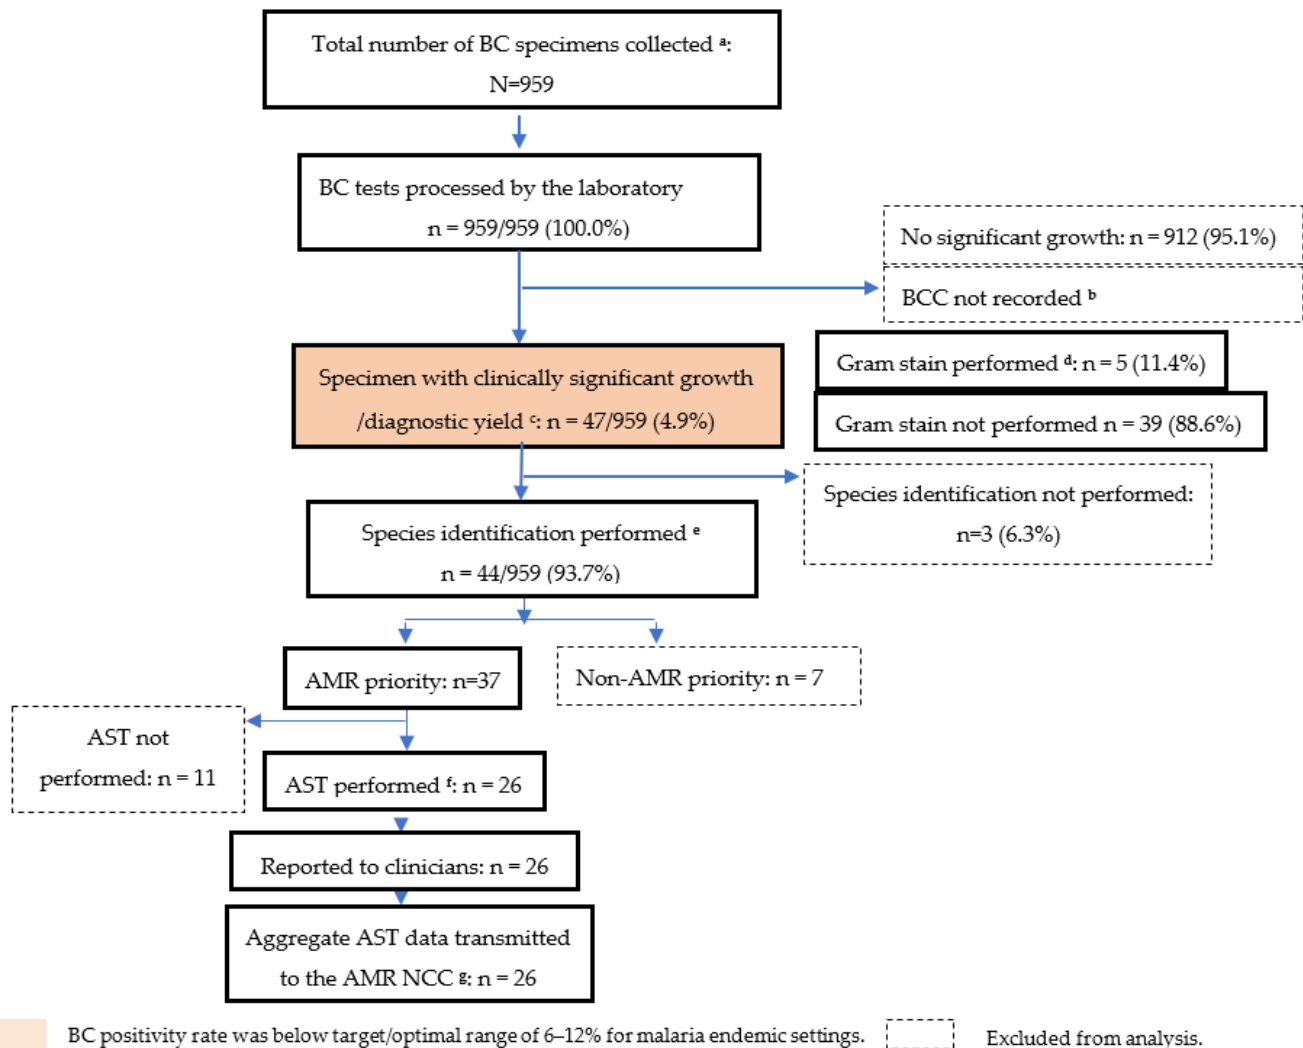 Total number of BC specimens collected ᵃ:
N=959
BC tests processed by the laboratory
n = 959/959 (100.0%)
No significant growth: n = 912 (95.1%)
BCC not recorded ᵇ
Specimen with clinically significant growth
/diagnostic yield ᶜ: n = 47/959 (4.9%)
Gram stain performed ᵈ: n = 5 (11.4%)
Gram stain not performed n = 39 (88.6%)
Species identification not performed:
n=3 (6.3%)
Species identification performed ᵉ
n = 44/959 (93.7%)
AMR priority: n=37
Non-AMR priority: n = 7
AST not
performed: n = 11
AST performed ᶠ: n = 26
Reported to clinicians: n = 26
Aggregate AST data transmitted
to the AMR NCC ᵍ: n = 26
BC positivity rate was below target/optimal range of 6–12% for malaria endemic settings.
Excluded from analysis.